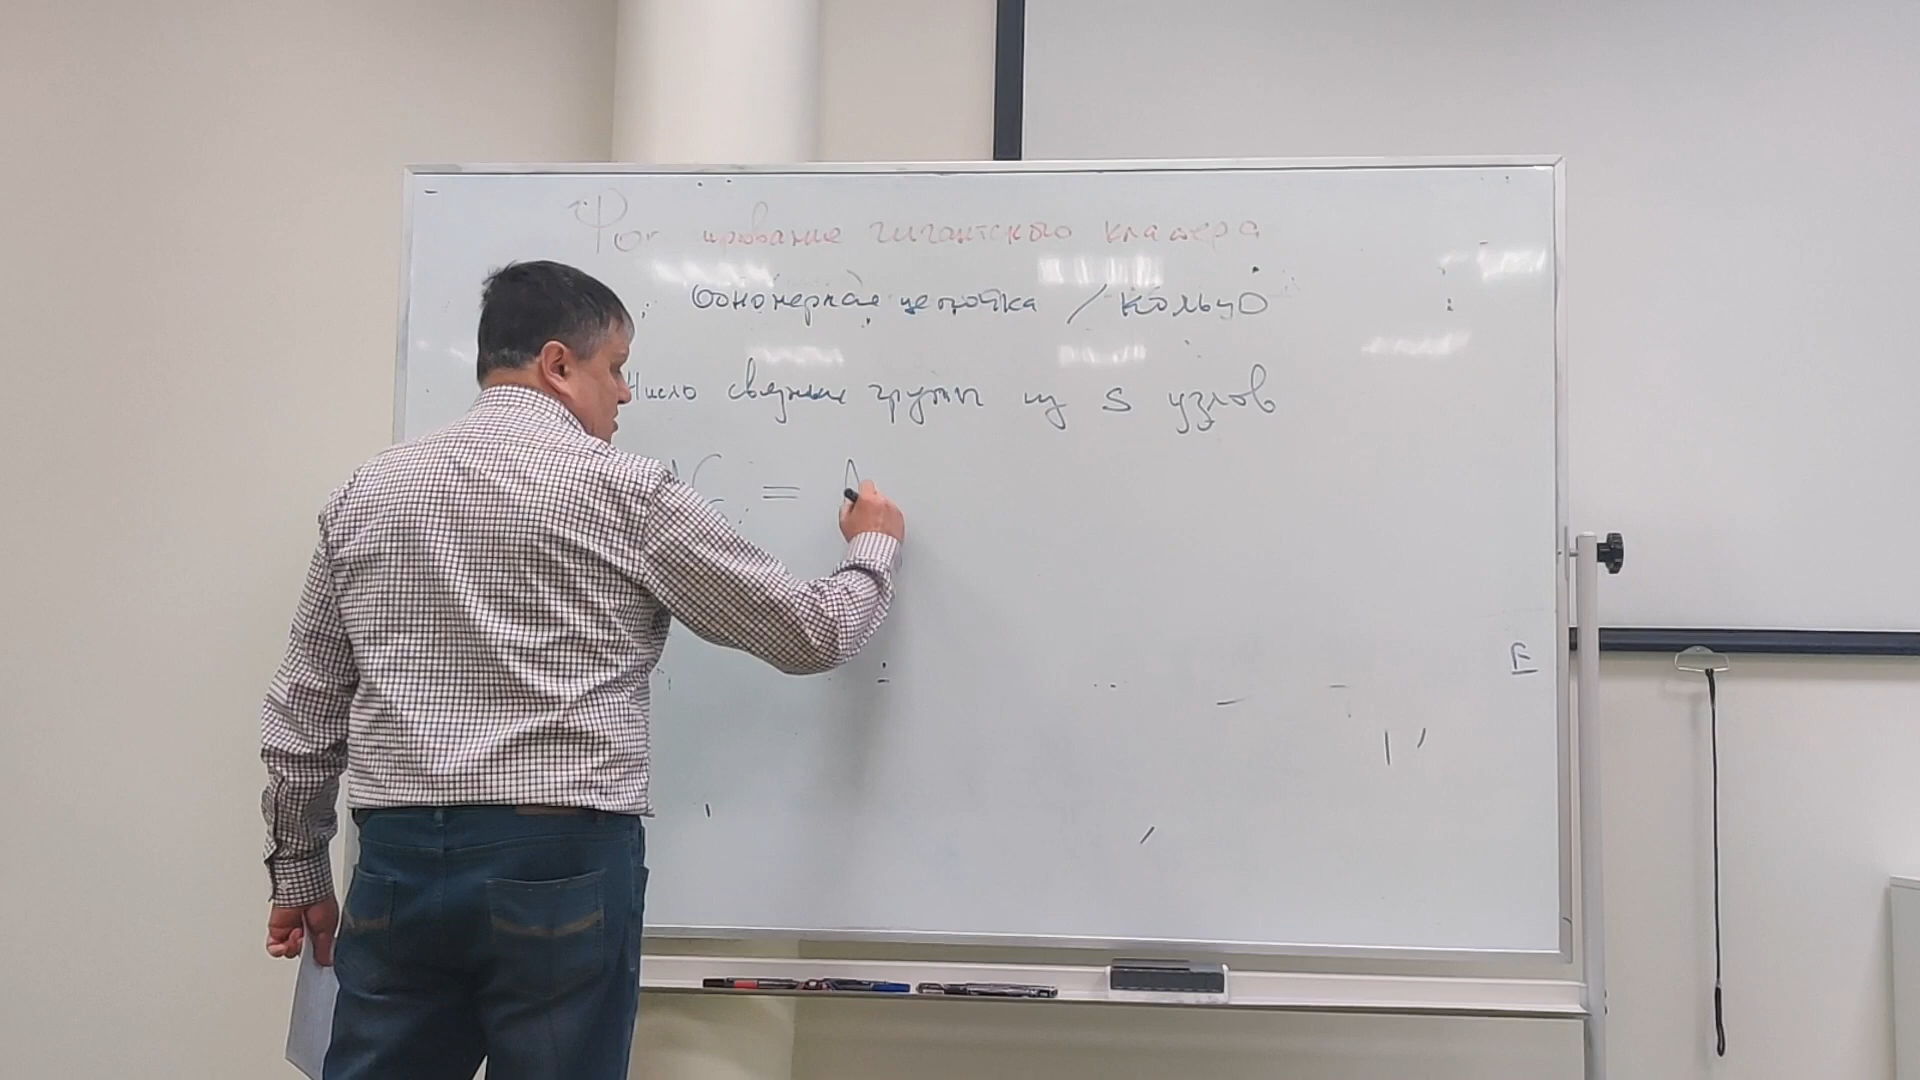 Формирование гигантского кластера
Одномерная цепочка / кольцо
Число связных групп из s узлов
=
E